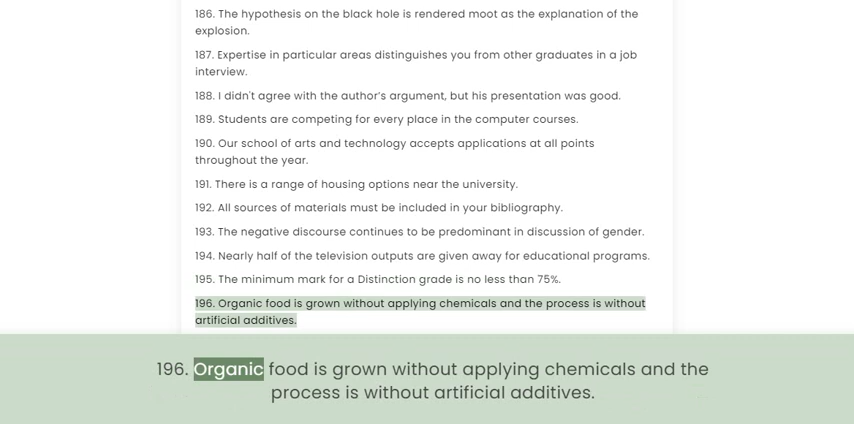 186. The hypothesis on the black hole is rendered moot as the explanation of the
explosion.
187. Expertise in particular areas distinguishes you from other graduates in a job
interview.
188. I didn't agree with the author's argument, but his presentation was good.
189. Students are competing for every place in the computer courses.
190. Our school of arts and technology accepts applications at all points
throughout the year.
191. There is a range of housing options near the university.
192. All sources of materials must be included in your bibliography.
193. The negative discourse continues to be predominant in discussion of gender.
194. Nearly half of the television outputs are given away for educational programs.
195. The minimum mark for a Distinction grade is no less than 75%.
196. Organic food is grown without applying chemicals and the process is without
artificial additives.
196. Organic food is grown without applying chemicals and the
process is without artificial additives.